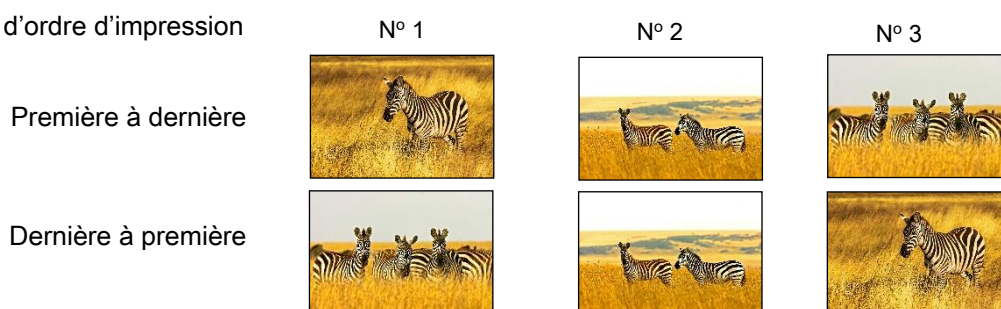 d’ordre d’impression
Nº 1
Nº 2
Nº 3
Première à dernière
Dernière à première